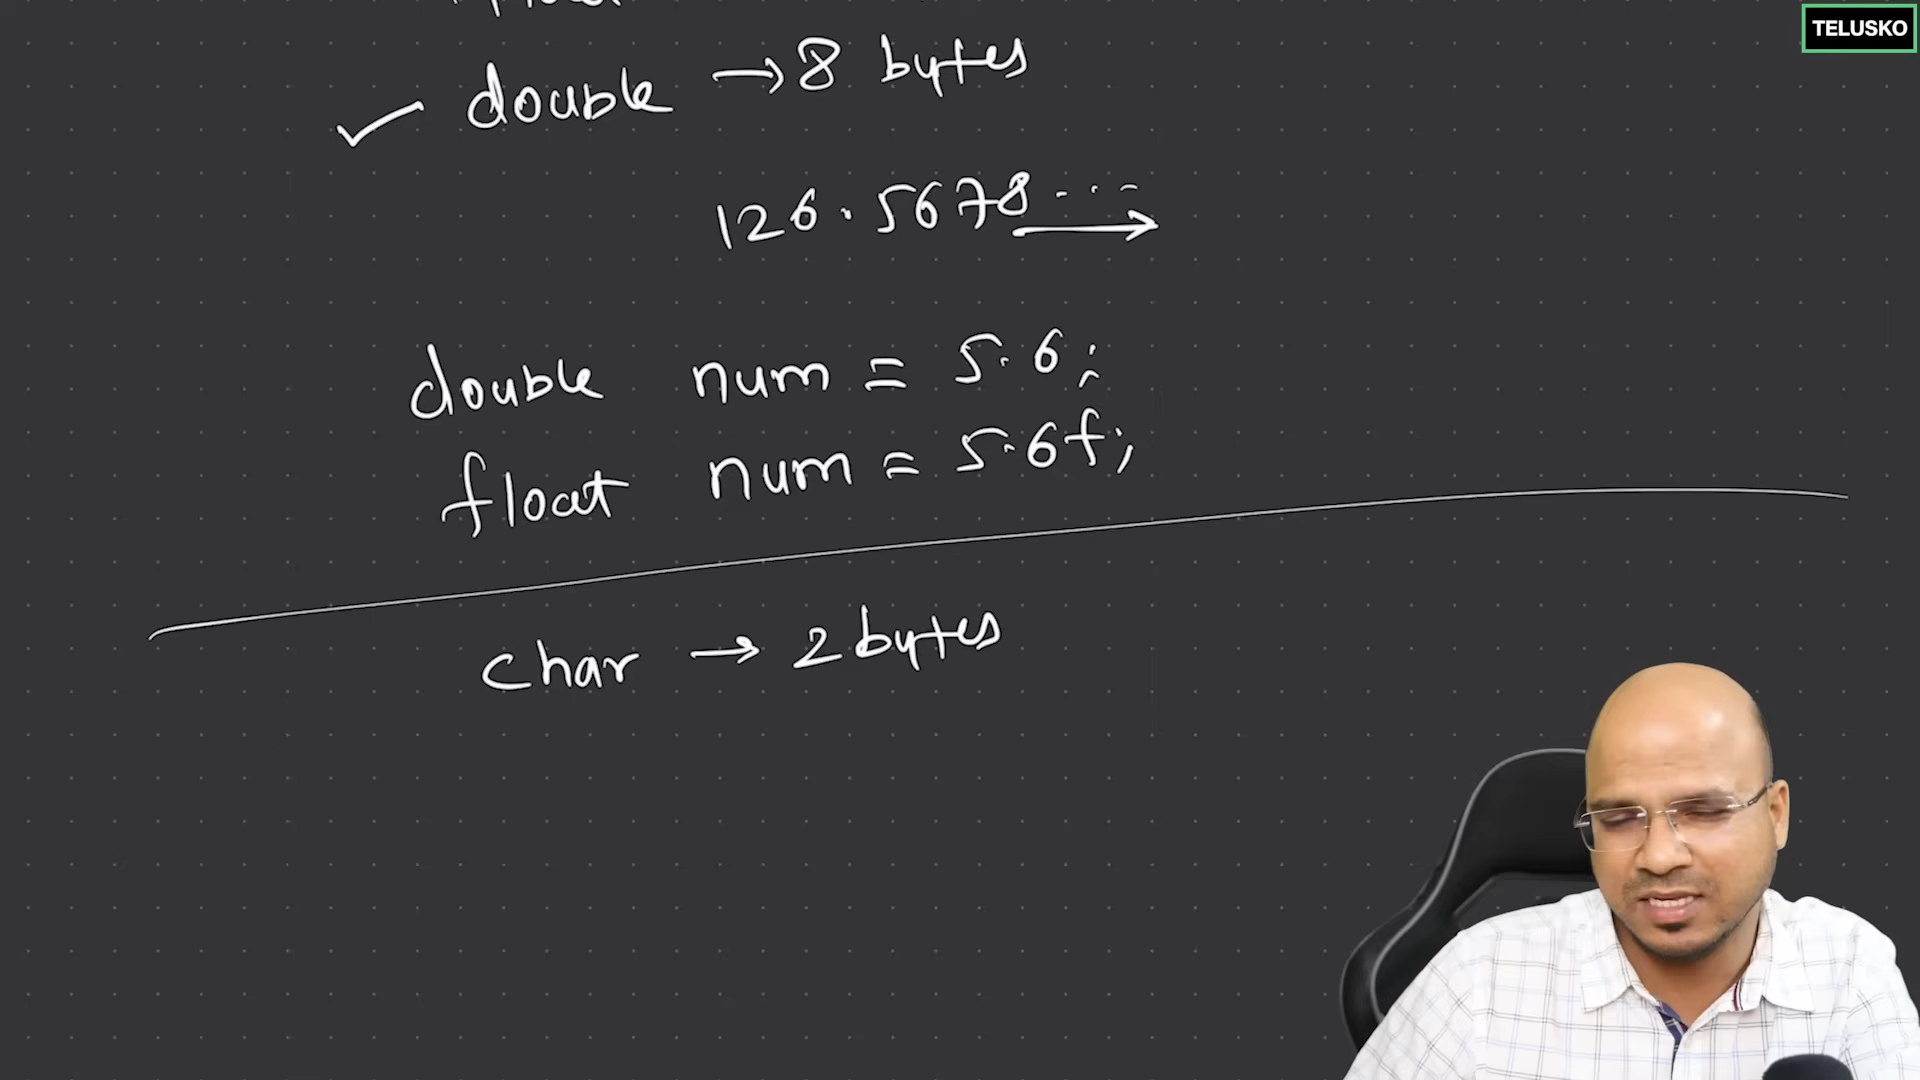 TELUSKO
double → 8 bytes
126.5678...
double num = 5.6;
float num = 5.6f;
char → 2 bytes